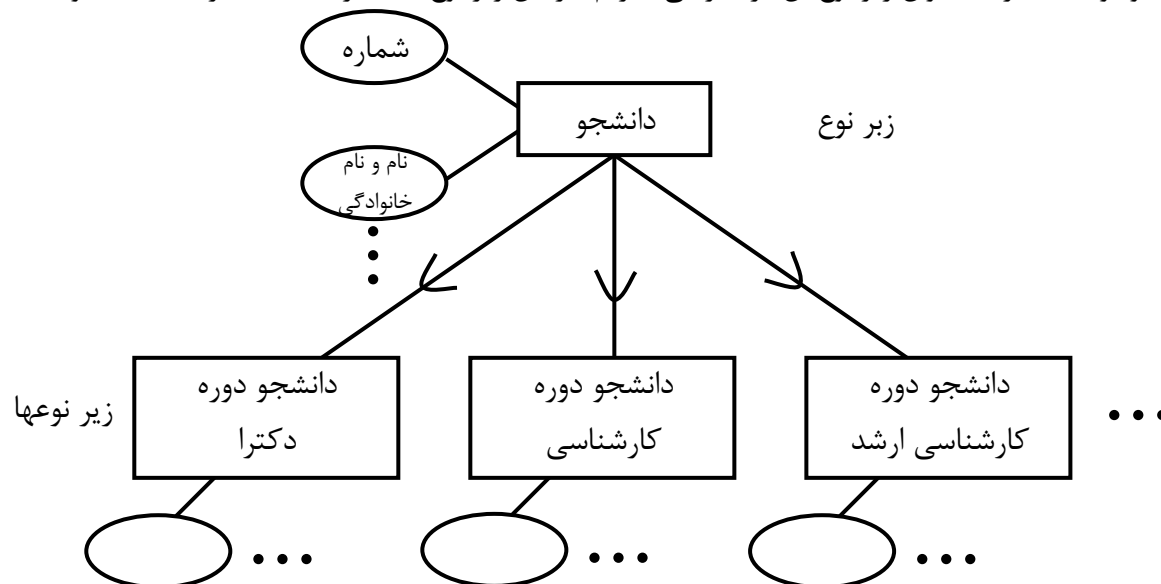 شماره
دانشجو
زبر نوع
نام و نام
خانوادگی
دانشجو دوره
کارشناسی ارشد
دانشجو دوره
کارشناسی
دانشجو دوره
دکترا
زیر نوعها